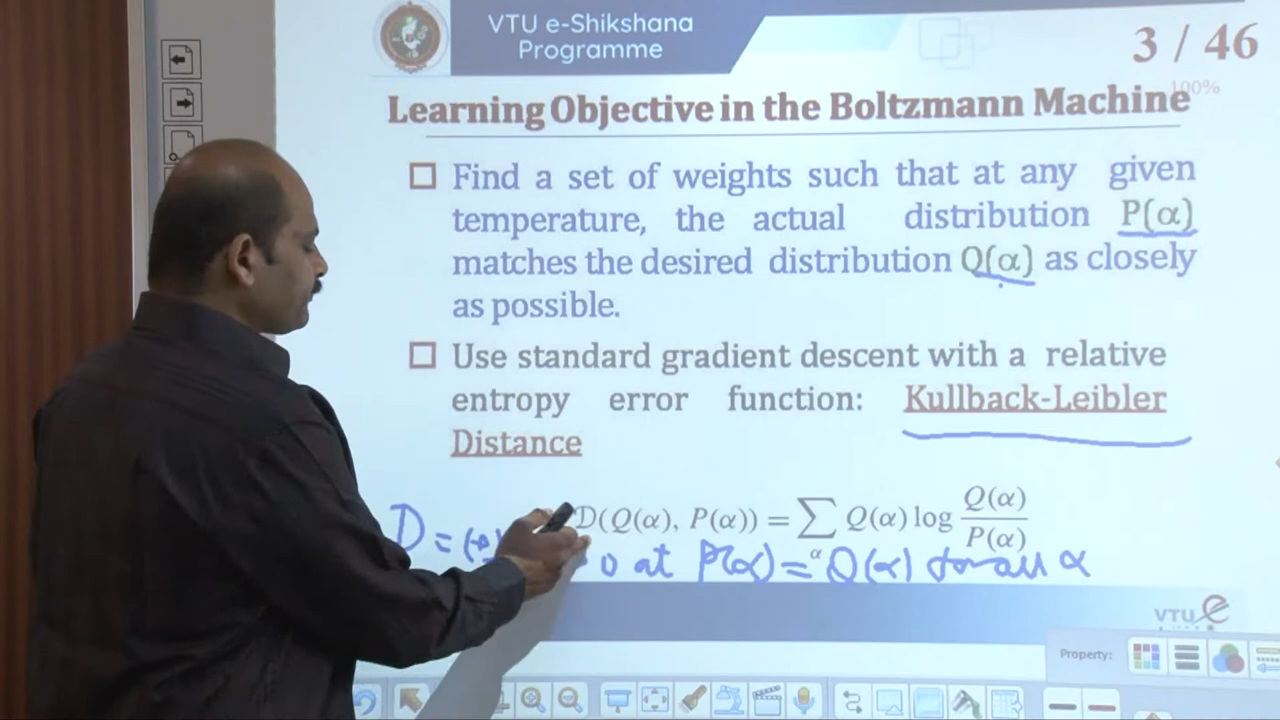 VTU e-Shikshana
Programme
3 / 46
100%
Learning Objective in the Boltzmann Machine
Find a set of weights such that at any given
temperature, the actual distribution P(α)
matches the desired distribution Q(α) as closely
as possible.
Use standard gradient descent with a relative
entropy error function: Kullback-Leibler
Distance
D(Q(α), P(α)) = ∑ Q(α) log Q(α)
α P(α)
D = 0 at P(α) = Q(α) for all α
VTU e
Property: